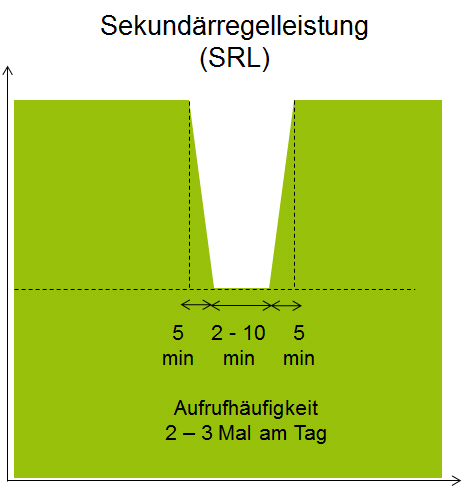 Sekundärregelleistung
(SRL)
5 2 - 10 5
min min min
Aufrufhäufigkeit
2 – 3 Mal am Tag